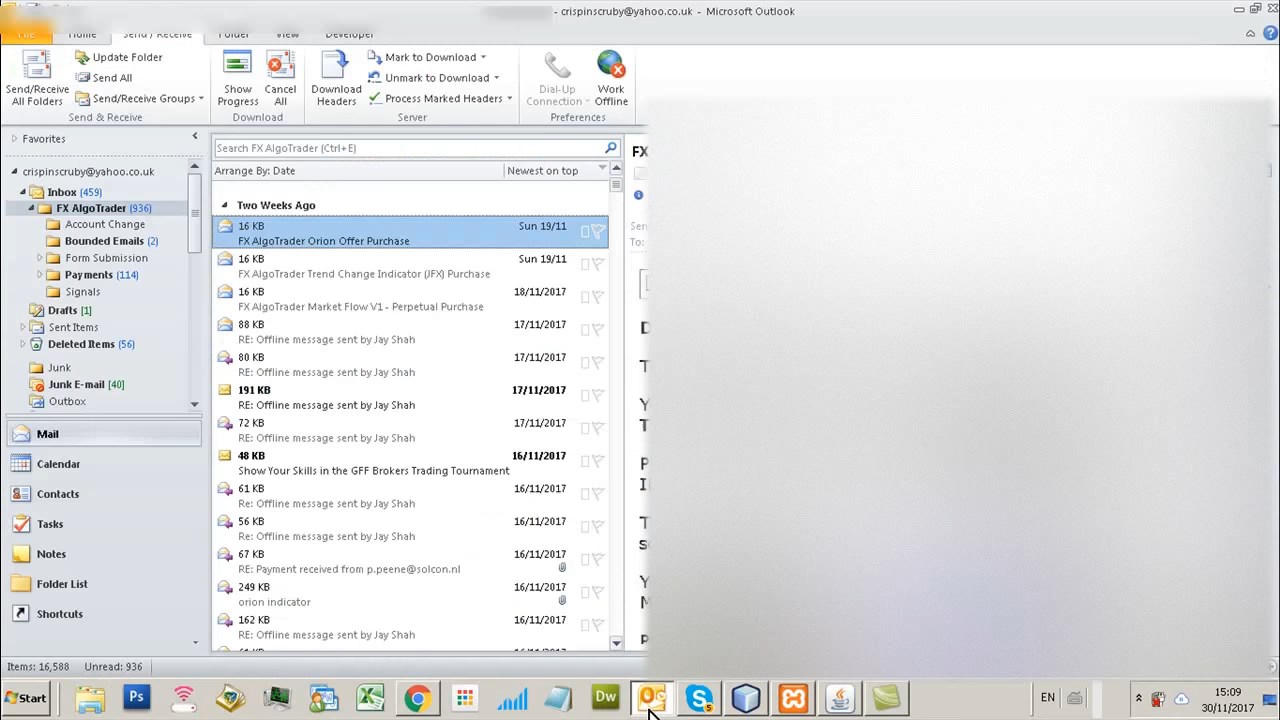 - crispinscruby@yahoo.co.uk - Microsoft Outlook
File Home Send / Receive Folder View Developer
Send/Receive All Folders
Update Folder
Send All
Send/Receive Groups
Send & Receive
Show Progress
Cancel All
Download
Download Headers
Mark to Download
Unmark to Download
Process Marked Headers
Server
Dial-Up Connection
Work Offline
Preferences
Favorites
crispinscruby@yahoo.co.uk
Inbox (459)
FX AlgoTrader (936)
Account Change
Bounded Emails (2)
Form Submission
Payments (114)
Signals
Drafts [1]
Sent Items
Deleted Items (56)
Junk
Junk E-mail [40]
Outbox
Mail
Calendar
Contacts
Tasks
Notes
Folder List
Shortcuts
Search FX AlgoTrader (Ctrl+E)
Arrange By: Date Newest on top
Two Weeks Ago
16 KB Sun 19/11
FX AlgoTrader Orion Offer Purchase
16 KB Sun 19/11
FX AlgoTrader Trend Change Indicator (JFX) Purchase
16 KB 18/11/2017
FX AlgoTrader Market Flow V1 - Perpetual Purchase
88 KB 17/11/2017
RE: Offline message sent by Jay Shah
80 KB 17/11/2017
RE: Offline message sent by Jay Shah
191 KB 17/11/2017
RE: Offline message sent by Jay Shah
72 KB 17/11/2017
RE: Offline message sent by Jay Shah
48 KB 16/11/2017
Show Your Skills in the GFF Brokers Trading Tournament
61 KB 16/11/2017
Re: Offline message sent by Jay Shah
56 KB 16/11/2017
Re: Offline message sent by Jay Shah
67 KB 16/11/2017
RE: Payment received from p.peene@solcon.nl
249 KB 16/11/2017
orion indicator
162 KB 16/11/2017
RE: Offline message sent by Jay Shah
FX
To:
Items: 16,588 Unread: 936
Start Ps Dw EN 15:09
30/11/2017